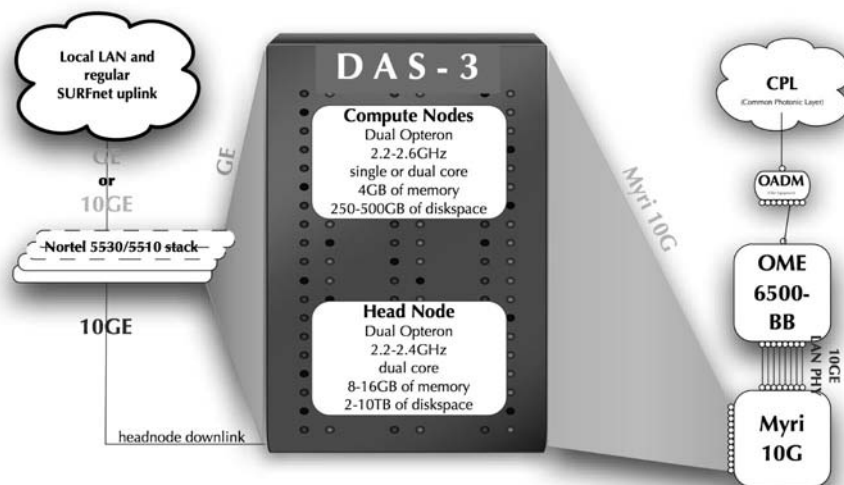 Local LAN and
regular
SURFnet uplink
GE
or
10GE
Nortel 5530/5510 stack
10GE
headnode downlink
GE
DAS-3
Compute Nodes
Dual Opteron
2.2-2.6GHz
single or dual core
4GB of memory
250-500GB of diskspace
Head Node
Dual Opteron
2.2-2.4GHz
dual core
8-16GB of memory
2-10TB of diskspace
Myri 10G
CPL
(Common Photonic Layer)
OADM
OME
6500-
BB
10GE
LAN PHY
Myri
10G